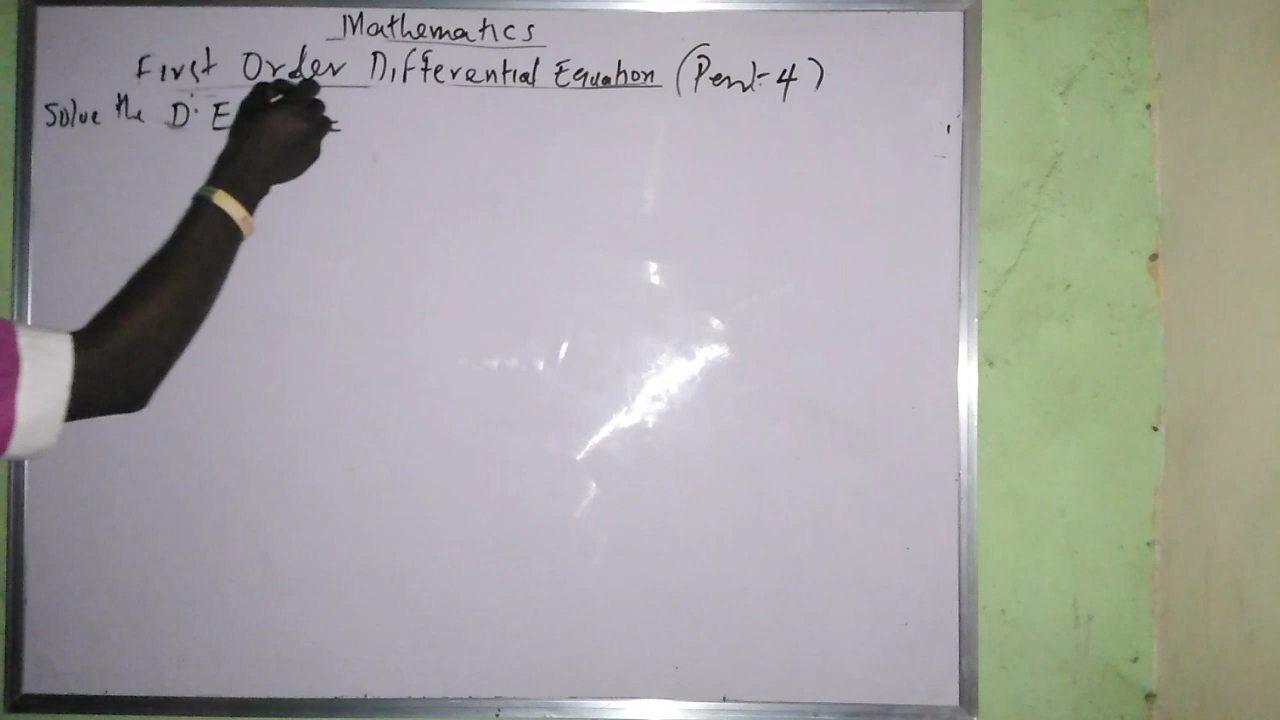 Mathematics
First Order Differential Equation (Part-4)
Solve the D.E